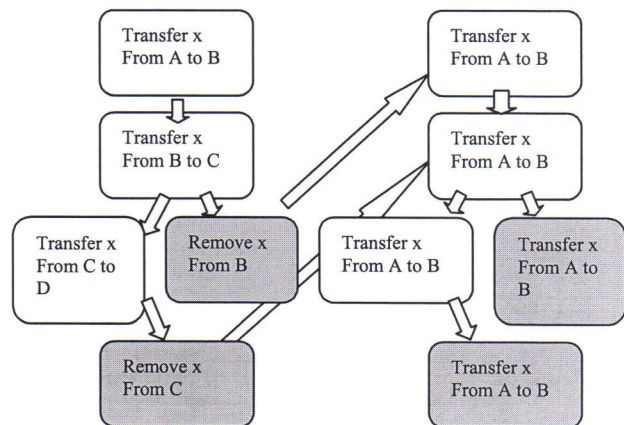 Transfer x
From A to B
Transfer x
From B to C
Transfer x
From C to
D
Remove x
From B
Remove x
From C
Transfer x
From A to B
Transfer x
From A to B
Transfer x
From A to B
Transfer x
From A to
B
Transfer x
From A to B